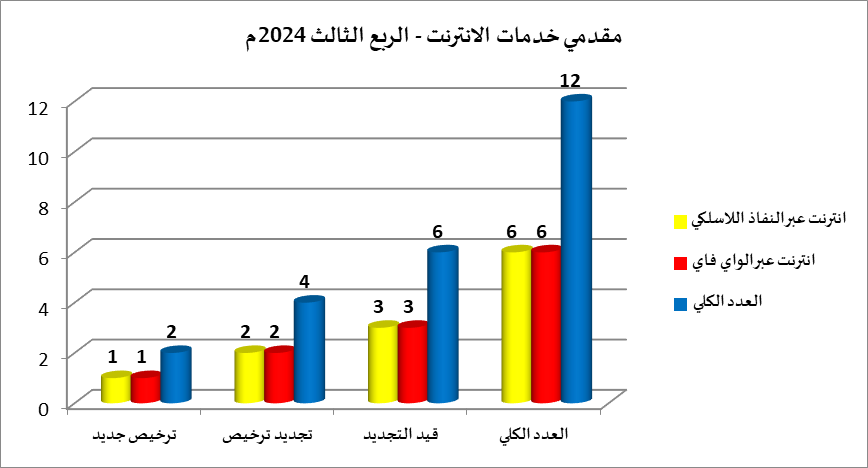 مقدمي خدمات الانترنت - الربع الثالث 2024م
12
10
8
6
4
2
0
1 1 2
2 2 4
3 3 6
6 6 12
ترخيص جديد
تجديد ترخيص
قيد التجديد
العدد الكلي
انترنت عبرالنفاذ اللاسلكي
انترنت عبرالواي فاي
العدد الكلي